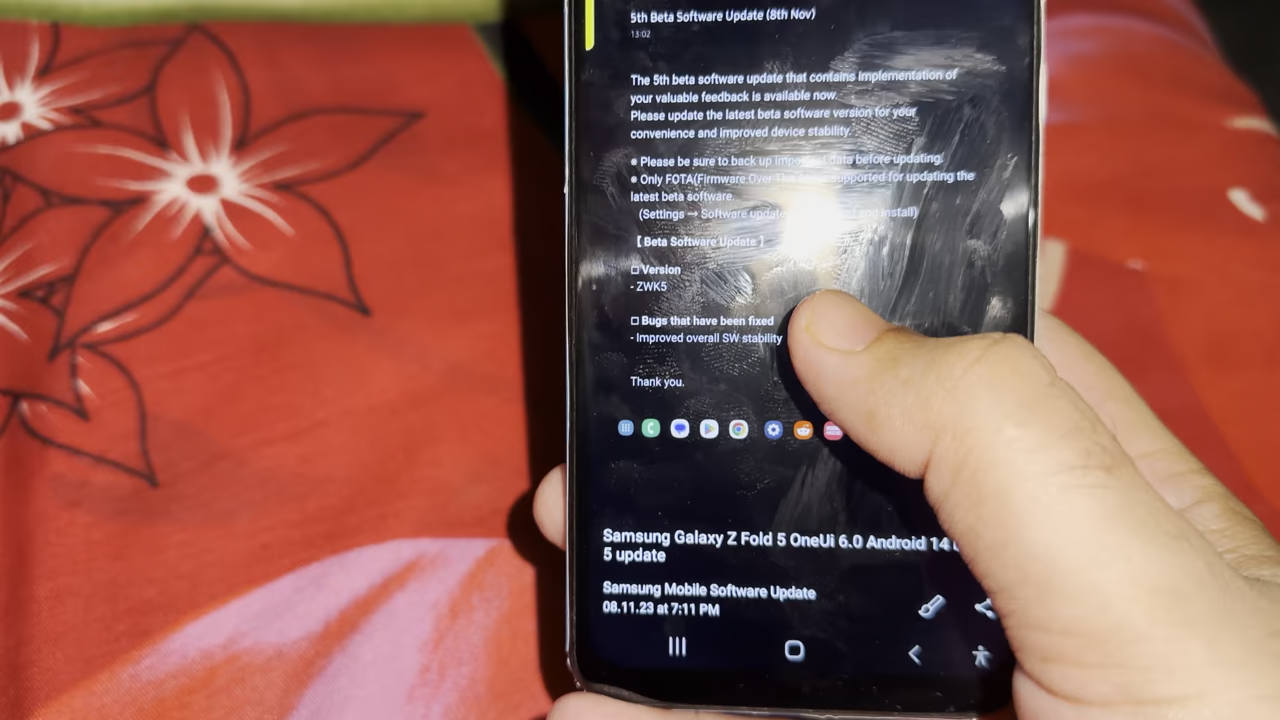 5th Beta Software Update (8th Nov)
13:02
The 5th beta software update that contains implementation of
your valuable feedback is available now.
Please update the latest beta software version for your
convenience and improved device stability.
※ Please be sure to back up important data before updating.
※ Only FOTA(Firmware Over The supported for updating the
latest beta software.
(Settings → Software update and install)
【 Beta Software Update 】
□ Version
- ZWK5
□ Bugs that have been fixed
- Improved overall SW stability
Thank you.
Samsung Galaxy Z Fold 5 OneUi 6.0 Android 14
5 update
Samsung Mobile Software Update
08.11.23 at 7:11 PM